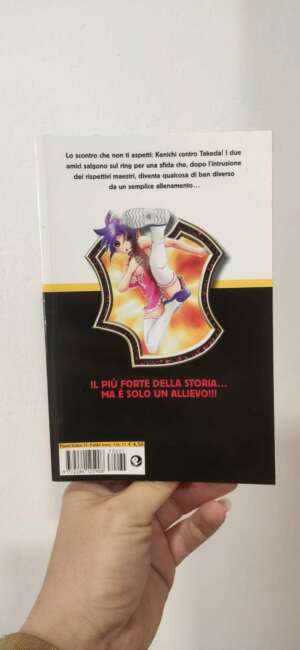 Lo scontro che non ti aspetti: Kenichi contro Takeda! I due
amici salgono sul ring per una sfida che, dopo l'intrusione
dei rispettivi maestri, diventa qualcosa di ben diverso
da un semplice allenamento...
IL PIÙ FORTE DELLA STORIA...
MA È SOLO UN ALLIEVO!!!
€ 4,50